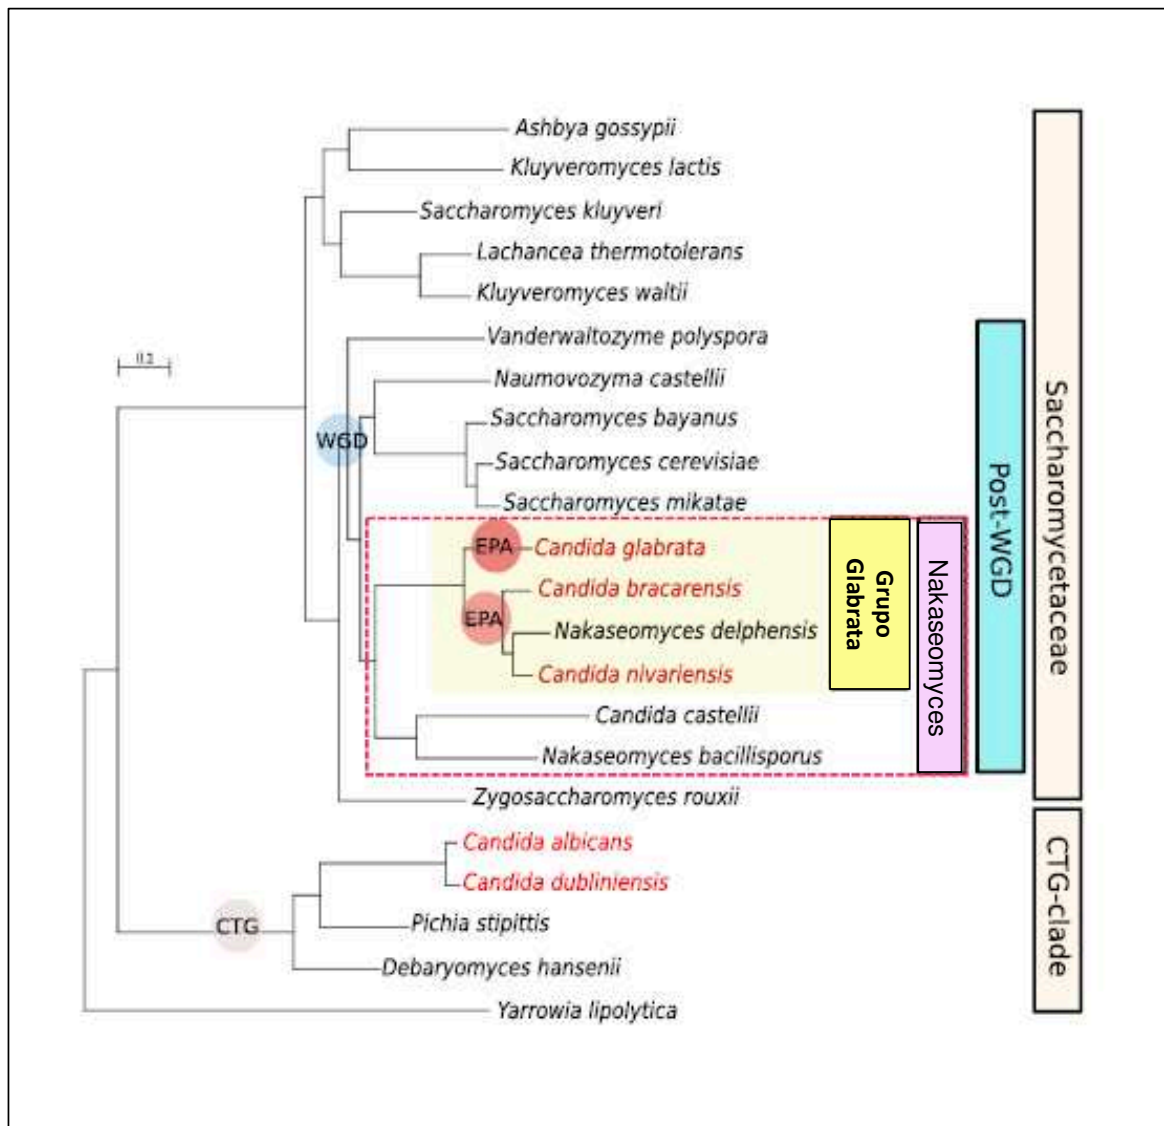 Ashbya gossypii
Kluyveromyces lactis
Saccharomyces kluyveri
Lachancea thermotolerans
Kluyveromyces waltii
Vanderwaltozyme polyspora
0.2
Naumovozyma castellii
Saccharomyces bayanus
WGD
Saccharomyces cerevisiae
Saccharomyces mikatae
EPA
Candida glabrata
Candida bracarensis
EPA
Nakaseomyces delphensis
Candida nivariensis
Candida castellii
Nakaseomyces bacillisporus
Zygosaccharomyces rouxii
Candida albicans
Candida dubliniensis
CTG
Pichia stipittis
Debaryomyces hansenii
Yarrowia lipolytica
Grupo
Glabrata
Nakaseomyces
Post-WGD
Saccharomycetaceae
CTG-clade